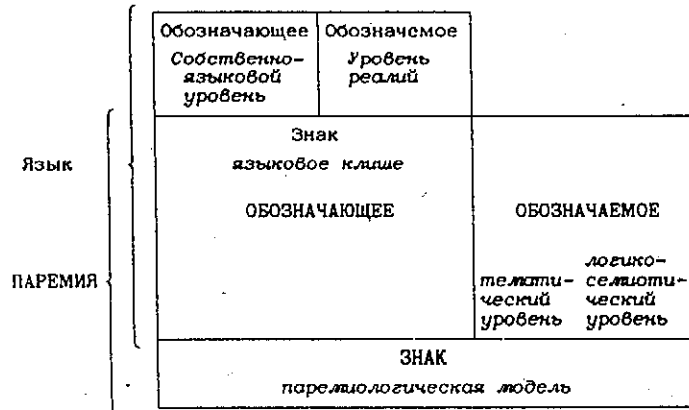 Обозначающее Обозначаемое
Собственно-
языковой
уровень
Уровень
реалий
Знак
языковое клише
Язык
ОБОЗНАЧАЮЩЕЕ ОБОЗНАЧАЕМОЕ
ПАРЕМИЯ
темати-
ческий
уровень
логико-
семиоти-
ческий
уровень
ЗНАК
паремиологическая модель